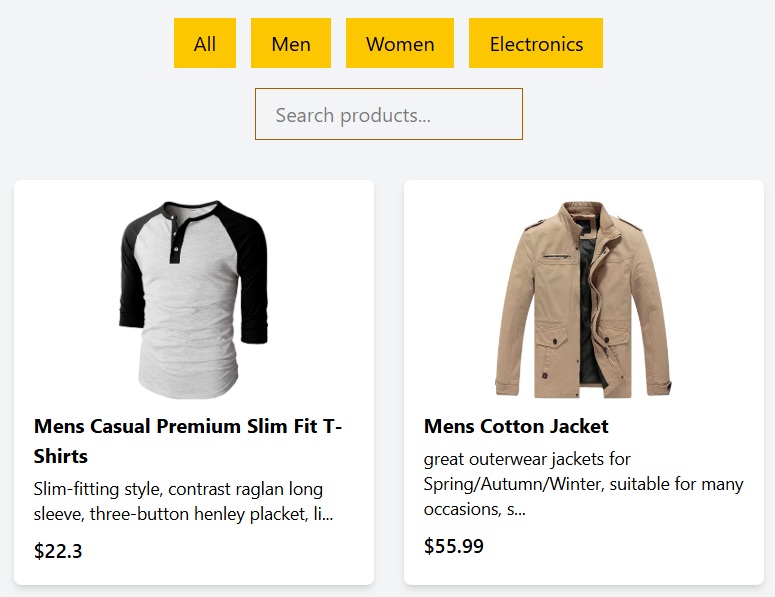 All
Men
Women
Electronics
Search products...
Mens Casual Premium Slim Fit T-
Shirts
Slim-fitting style, contrast raglan long
sleeve, three-button henley placket, li...
$22.3
Mens Cotton Jacket
great outerwear jackets for
Spring/Autumn/Winter, suitable for many
occasions, s...
$55.99